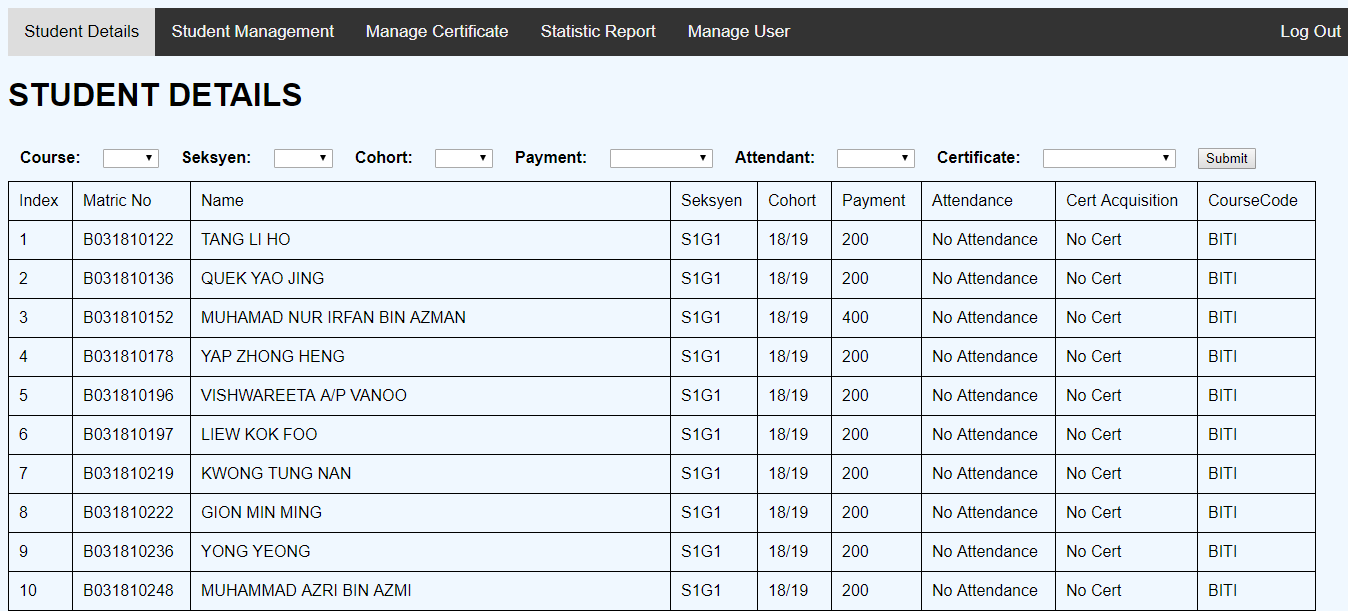 Student Details Student Management Manage Certificate Statistic Report Manage User Log Out
STUDENT DETAILS
Course: Seksyen: Cohort: Payment: Attendant: Certificate: Submit
Index Matric No Name Seksyen Cohort Payment Attendance Cert Acquisition CourseCode
1 B031810122 TANG LI HO S1G1 18/19 200 No Attendance No Cert BITI
2 B031810136 QUEK YAO JING S1G1 18/19 200 No Attendance No Cert BITI
3 B031810152 MUHAMAD NUR IRFAN BIN AZMAN S1G1 18/19 400 No Attendance No Cert BITI
4 B031810178 YAP ZHONG HENG S1G1 18/19 200 No Attendance No Cert BITI
5 B031810196 VISHWAREETA A/P VANOO S1G1 18/19 200 No Attendance No Cert BITI
6 B031810197 LIEW KOK FOO S1G1 18/19 200 No Attendance No Cert BITI
7 B031810219 KWONG TUNG NAN S1G1 18/19 200 No Attendance No Cert BITI
8 B031810222 GION MIN MING S1G1 18/19 200 No Attendance No Cert BITI
9 B031810236 YONG YEONG S1G1 18/19 200 No Attendance No Cert BITI
10 B031810248 MUHAMMAD AZRI BIN AZMI S1G1 18/19 200 No Attendance No Cert BITI